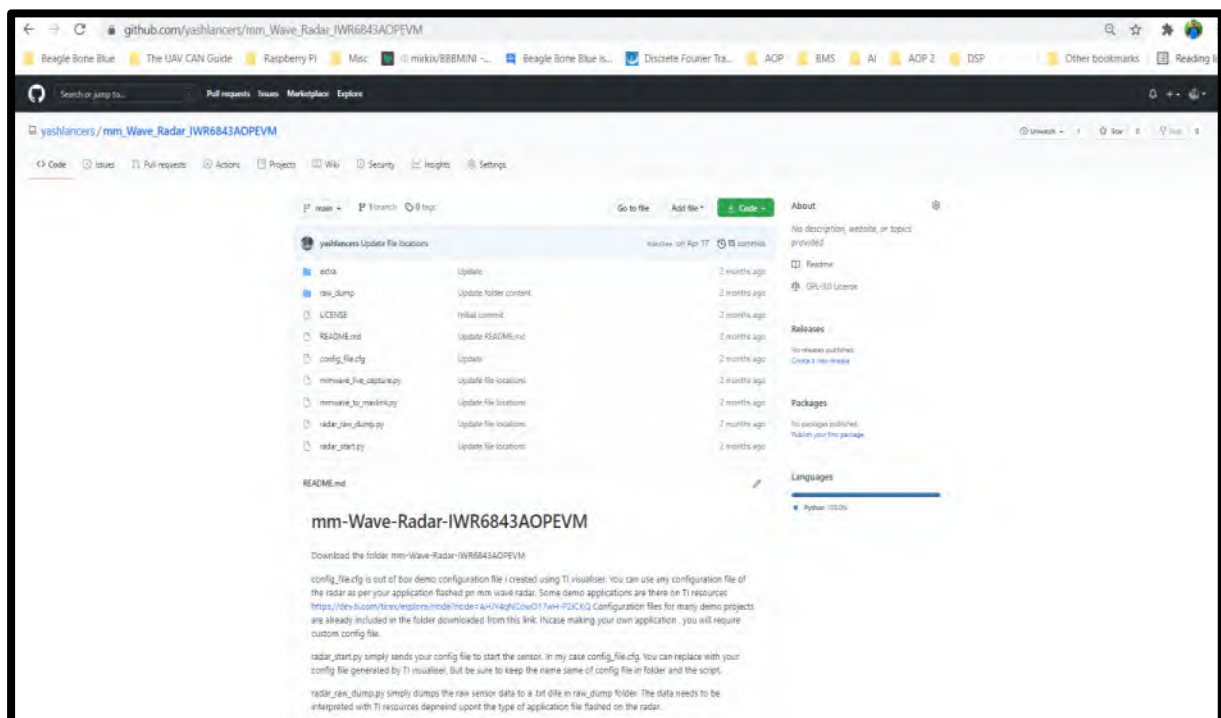 github.com/yashlancers/mm_Wave_Radar_IWR6843AOPEVM
Beagle Bone Blue The UAV CAN Guide Raspberry Pi Misc mirkix/BBBMINI -... Beagle Bone Blue is... Discrete Fourier Tra... AOP BMS AI AOP 2 DSP Other bookmarks Reading li
Search or jump to... Pull requests Issues Marketplace Explore
yashlancers / mm_Wave_Radar_IWR6843AOPEVM
Unwatch 1 Star 0 Fork 0
Code Issues Pull requests Actions Projects Wiki Security Insights Settings
main 1 branch 0 tags Go to file Add file Code
yashlancers Update file locations on Apr 17 15 commits
extra Update 2 months ago
raw_dump Update folder content 2 months ago
LICENSE Initial commit 2 months ago
README.md Update README.md 2 months ago
config_file.cfg Update 2 months ago
mmwave_live_capture.py Update file locations 2 months ago
mmwave_to_mavlink.py Update file locations 2 months ago
radar_raw_dump.py Update file locations 2 months ago
radar_start.py Update file locations 2 months ago
README.md
mm-Wave-Radar-IWR6843AOPEVM
Download the folder mm-Wave-Radar-IWR6843AOPEVM
config_file.cfg is out of box demo configuration file i created using TI visualiser. You can use any configuration file of
the radar as per your application flashed pn mm wave radar. Some demo applications are there on TI resources
Configuration files for many demo projects
are already included in the folder downloaded from this link. INcase making your own application , you will require
custom config file.
radar_start.py simply sends your config file to start the sensor. In my case config_file.cfg. You can replace with your
config file generated by TI visualiser. But be sure to keep the name same of config file in folder and the script.
radar_raw_dump.py simply dumps the raw sensor data to a .txt dile in raw_dump folder. The data needs to be
interpreted with TI resources depneind upont the type of application file flashed on the radar.
About
No description, website, or topics
provided.
Readme
GPL-3.0 License
Releases
No releases published
Create a new release
Packages
No packages published
Publish your first package
Languages
Python 100.0%